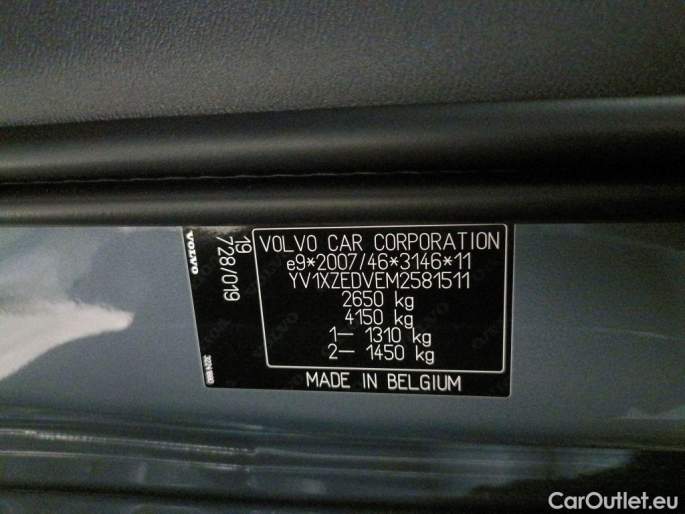 VOLVO
19
728/019
VOLVO CAR CORPORATION
e9*2007/46*3146*11
YV1XZEDVEM2581511
2650 kg
4150 kg
1– 1310 kg
2– 1450 kg
MADE IN BELGIUM
CarOutlet.eu